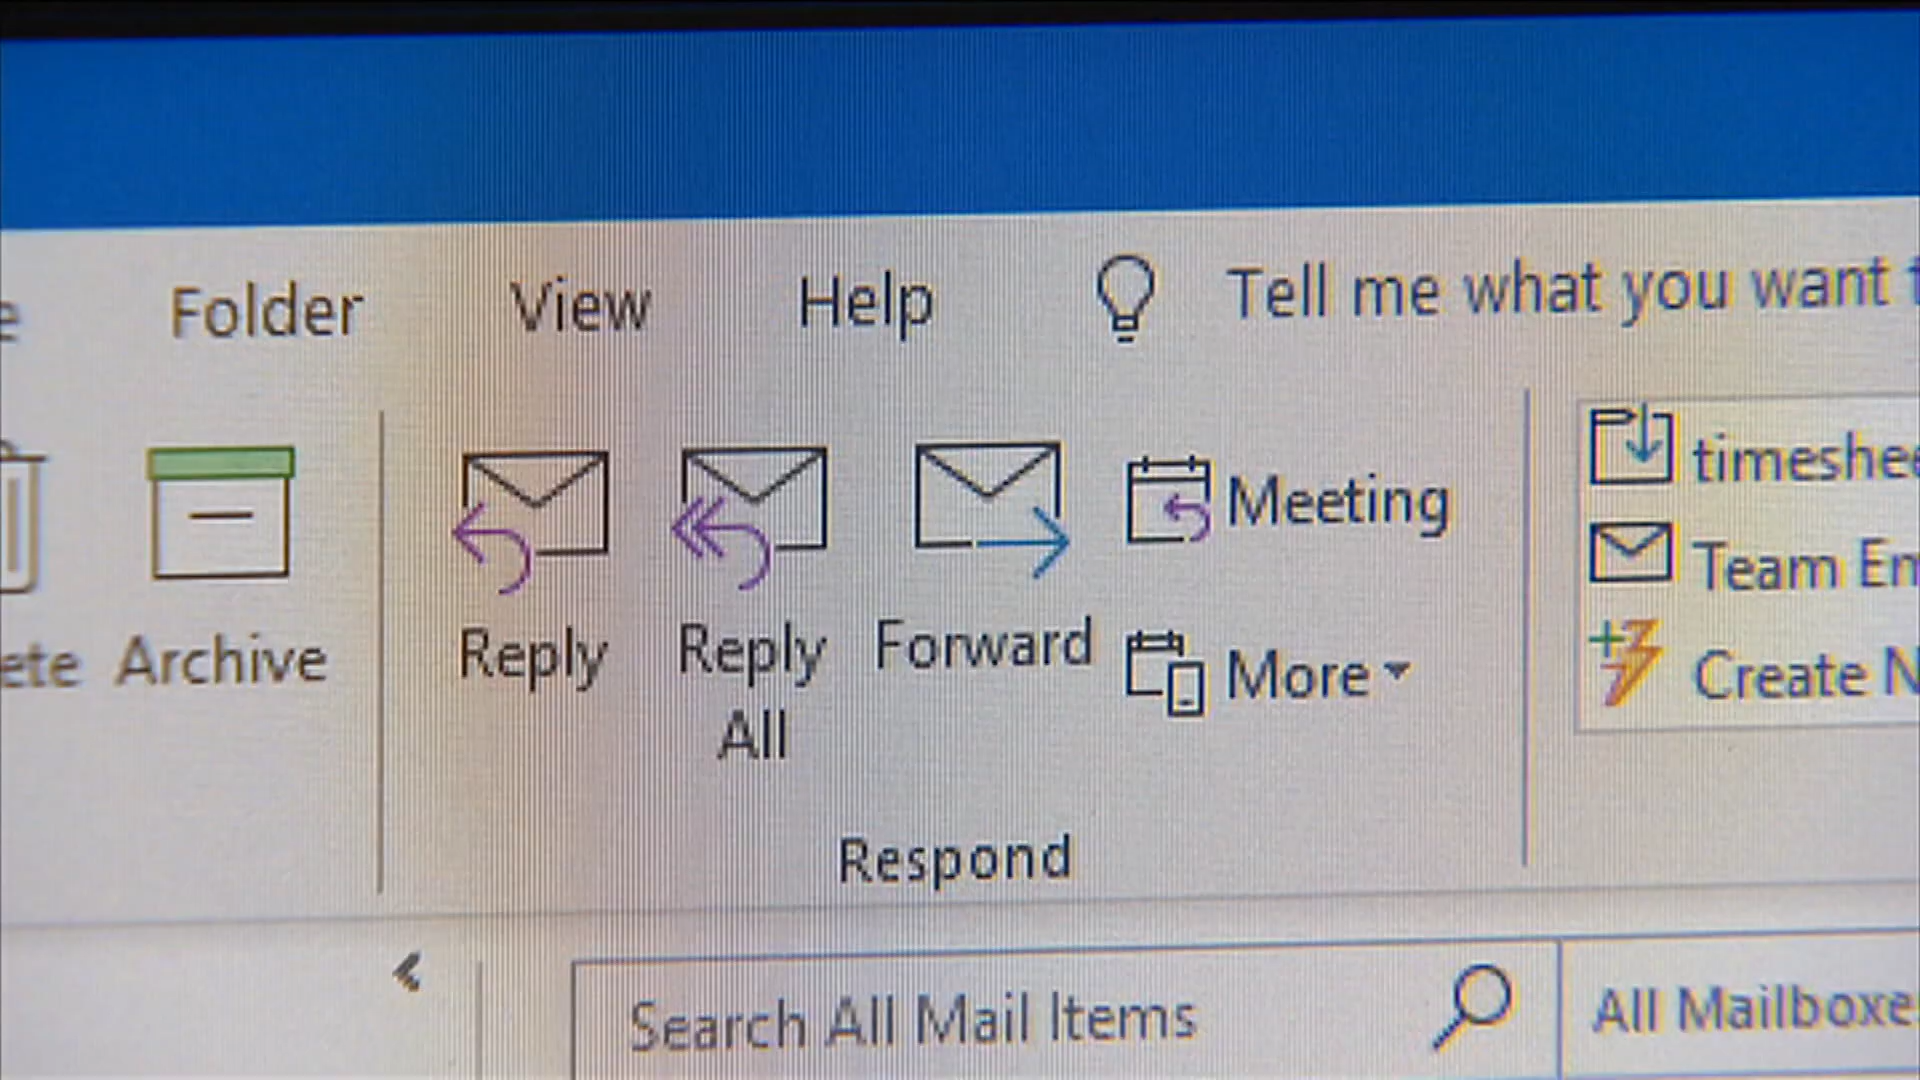 Folder View Help Tell me what you want
timeshee
Meeting
Team Em
Archive Reply Reply All Forward More Create N
Respond
Search All Mail Items All Mailboxe